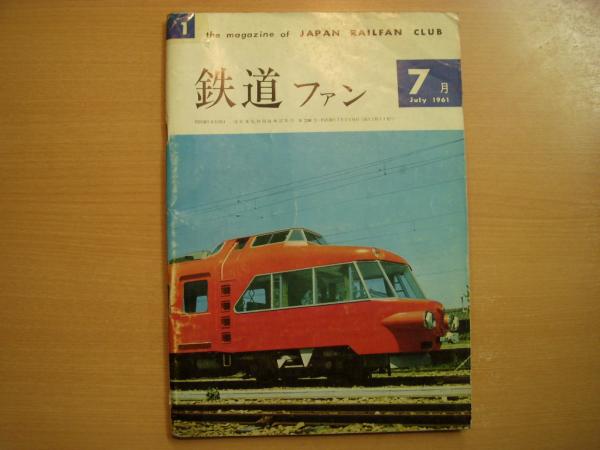 1
the magazine of JAPAN RAILFAN CLUB
鉄道ファン
7月
July 1961